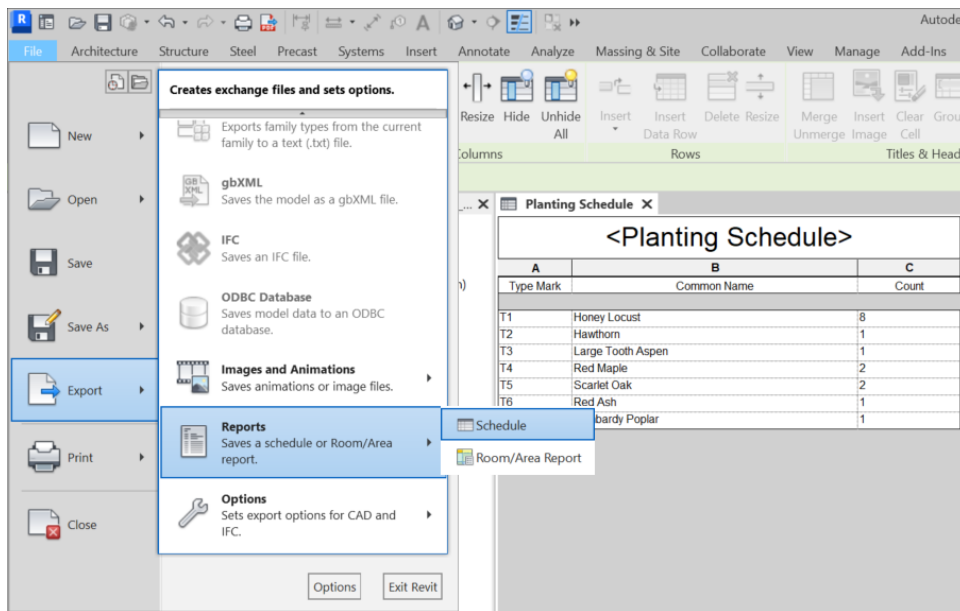 R
PDF
A
Autode
File Architecture Structure Steel Precast Systems Insert Annotate Analyze Massing & Site Collaborate View Manage Add-Ins
Creates exchange files and sets options.
Exports family types from the current
family to a text (.txt) file.
gbXML
Saves the model as a gbXML file.
IFC
Saves an IFC file.
ODBC Database
Saves model data to an ODBC
database.
Images and Animations
Saves animations or image files.
Reports
Saves a schedule or Room/Area
report.
Options
Sets export options for CAD and
IFC.
New
Open
Save
Save As
Export
Print
Close
Options Exit Revit
Schedule
Room/Area Report
Resize Hide Unhide
All
Insert Insert
Data Row
Delete Resize
Merge
Unmerge
Insert
Image
Clear
Cell
Grou
Columns Rows Titles & Head
_... Planting Schedule
<Planting Schedule>
A B C
Type Mark Common Name Count
T1 Honey Locust 8
T2 Hawthorn 1
T3 Large Tooth Aspen 1
T4 Red Maple 2
T5 Scarlet Oak 2
T6 Red Ash 1
bardy Poplar 1